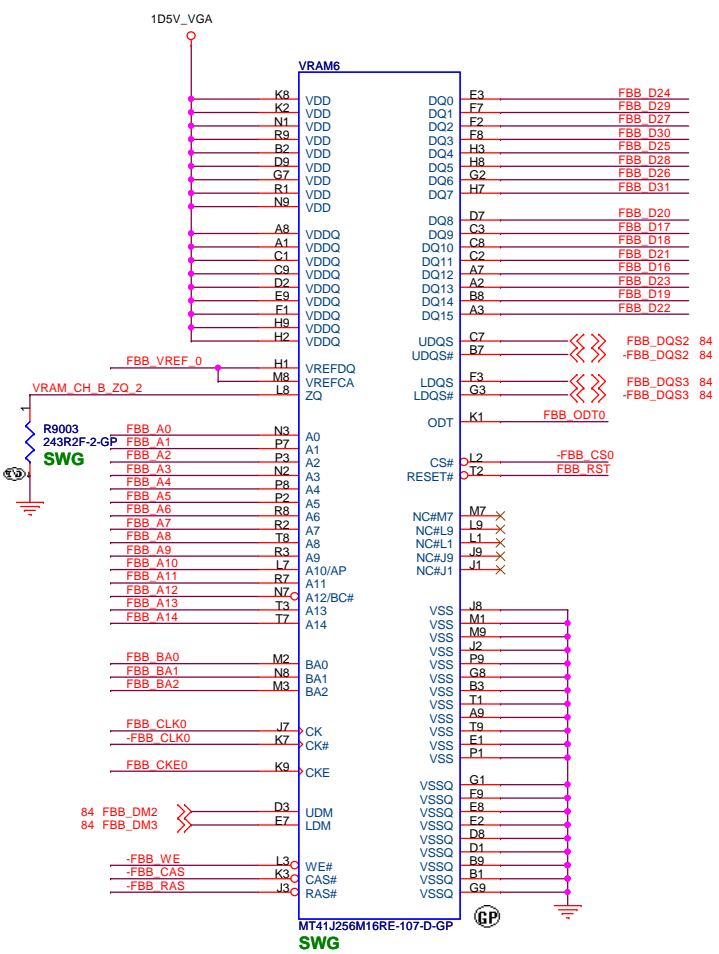 1D5V_VGA
VRAM6
K8 VDD DQ0 E3 FBB_D24
K2 VDD DQ1 F7 FBB_D29
N1 VDD DQ2 F2 FBB_D27
R9 VDD DQ3 F8 FBB_D30
B2 VDD DQ4 H3 FBB_D25
D9 VDD DQ5 H8 FBB_D28
G7 VDD DQ6 G2 FBB_D26
R1 VDD DQ7 H7 FBB_D31
N9 VDD
A8 VDDQ DQ8 D7 FBB_D20
A1 VDDQ DQ9 C3 FBB_D17
C1 VDDQ DQ10 C8 FBB_D18
C9 VDDQ DQ11 C2 FBB_D21
D2 VDDQ DQ12 A7 FBB_D16
E9 VDDQ DQ13 A2 FBB_D23
F1 VDDQ DQ14 B8 FBB_D19
H9 VDDQ DQ15 A3 FBB_D22
H2 VDDQ UDQS C7 FBB_DQS2 84
UDQS# B7 -FBB_DQS2 84
FBB_VREF_0 H1 VREFDQ
M8 VREFCA LDQS F3 FBB_DQS3 84
VRAM_CH_B_ZQ_2 L8 ZQ LDQS# G3 -FBB_DQS3 84
1
ODT K1 FBB_ODT0
R9003
243R2F-2-GP
SWG
FBB_A0 N3 A0
FBB_A1 P7 A1
FBB_A2 P3 A2 CS# L2 -FBB_CS0
FBB_A3 N2 A3 RESET# T2 FBB_RST
FBB_A4 P8 A4
FBB_A5 P2 A5
FBB_A6 R8 A6 NC#M7 M7
FBB_A7 R2 A7 NC#L9 L9
FBB_A8 T8 A8 NC#L1 L1
FBB_A9 R3 A9 NC#J9 J9
FBB_A10 L7 A10/AP NC#J1 J1
FBB_A11 R7 A11
FBB_A12 N7 A12/BC#
FBB_A13 T3 A13 VSS J8
FBB_A14 T7 A14 VSS M1
VSS M9
VSS J2
FBB_BA0 M2 BA0 VSS P9
FBB_BA1 N8 BA1 VSS G8
FBB_BA2 M3 BA2 VSS B3
VSS T1
VSS A9
FBB_CLK0 J7 CK VSS T9
-FBB_CLK0 K7 CK# VSS E1
VSS P1
FBB_CKE0 K9 CKE
VSSQ G1
VSSQ F9
84 FBB_DM2 D3 UDM VSSQ E8
84 FBB_DM3 E7 LDM VSSQ E2
VSSQ D8
VSSQ D1
-FBB_WE L3 WE# VSSQ B9
-FBB_CAS K3 CAS# VSSQ B1
-FBB_RAS J3 RAS# VSSQ G9
GP
MT41J256M16RE-107-D-GP
SWG